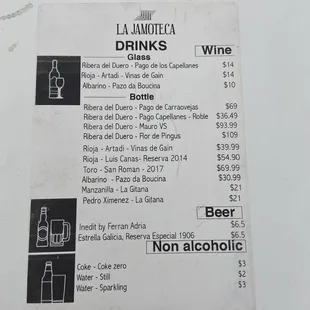 LA JAMOTECA
DRINKS
Wine
Glass
Ribera del Duero - Pago de los Capellanes $14
Rioja - Artadi - Vinas de Gain $14
Albarino - Pazo da Boucina $10
Bottle
Ribera del Duero - Pago de Carraovejas $69
Ribera del Duero - Pago Capellanes - Roble $36.49
Ribera del Duero - Mauro VS $93.99
Ribera del Duero - Flor de Pingus $109
Rioja - Artadi - Vinas de Gain $39.99
Rioja - Luis Canas- Reserva 2014 $54.90
Toro - San Roman - 2017 $69.99
Albarino - Pazo da Boucina $30.99
Manzanilla - La Gitana $21
Pedro Ximenez - La Gitana $21
Beer
Inedit by Ferran Adria $6.5
Estrella Galicia, Reserva Especial 1906 $6.5
Non alcoholic
Coke - Coke zero $3
Water - Still $2
Water - Sparkling $3